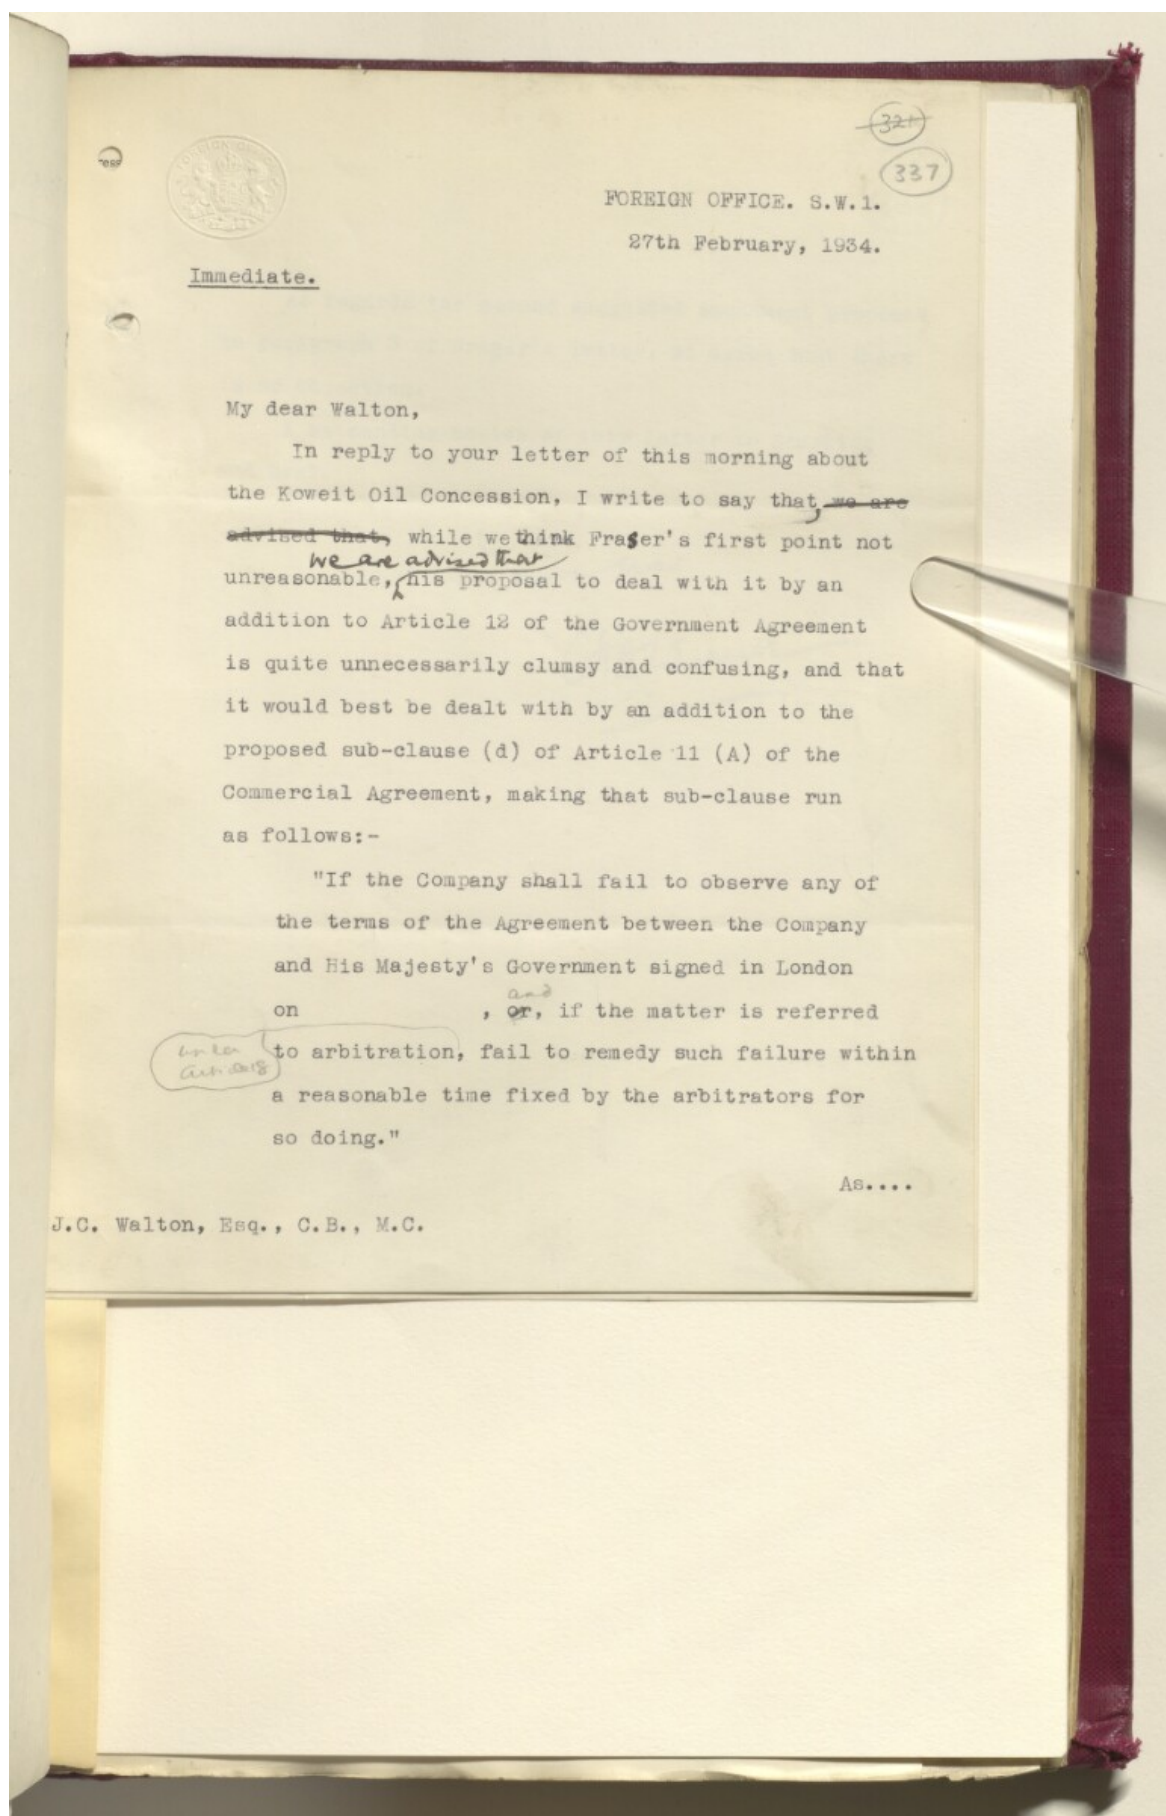 321
337
FOREIGN OFFICE
FOREIGN OFFICE. S.W.1.
27th February, 1934.
Immediate.
My dear Walton,
In reply to your letter of this morning about
the Koweit Oil Concession, I write to say that, we are
advised that, while we think Fraser's first point not
we are advised that
unreasonable, his proposal to deal with it by an
addition to Article 12 of the Government Agreement
is quite unnecessarily clumsy and confusing, and that
it would best be dealt with by an addition to the
proposed sub-clause (d) of Article 11 (A) of the
Commercial Agreement, making that sub-clause run
as follows:-
"If the Company shall fail to observe any of
the terms of the Agreement between the Company
and His Majesty's Government signed in London
and
on , or, if the matter is referred
under
Article 18
to arbitration, fail to remedy such failure within
a reasonable time fixed by the arbitrators for
so doing."
As....
J.C. Walton, Esq., C.B., M.C.